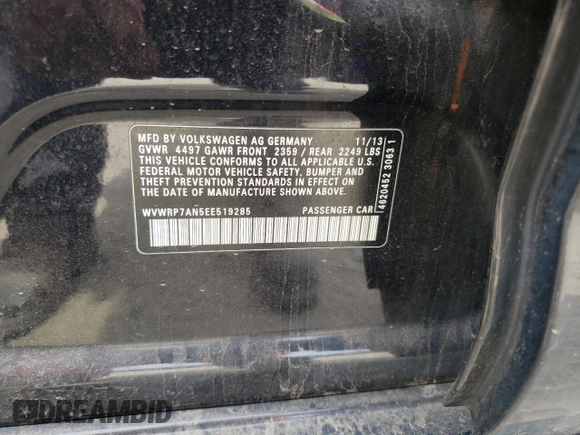 MFD BY VOLKSWAGEN AG GERMANY 11/13
GVWR 4497 GAWR FRONT 2359 / REAR 2249 LBS
THIS VEHICLE CONFORMS TO ALL APPLICABLE U.S.
FEDERAL MOTOR VEHICLE SAFETY, BUMPER AND
THEFT PREVENTION STANDARDS IN EFFECT ON
THE DATE OF MANUFACTURE SHOWN ABOVE.
WVWRP7AN5EE519285 PASSENGER CAR
4620452 3063 1
DREAMBID